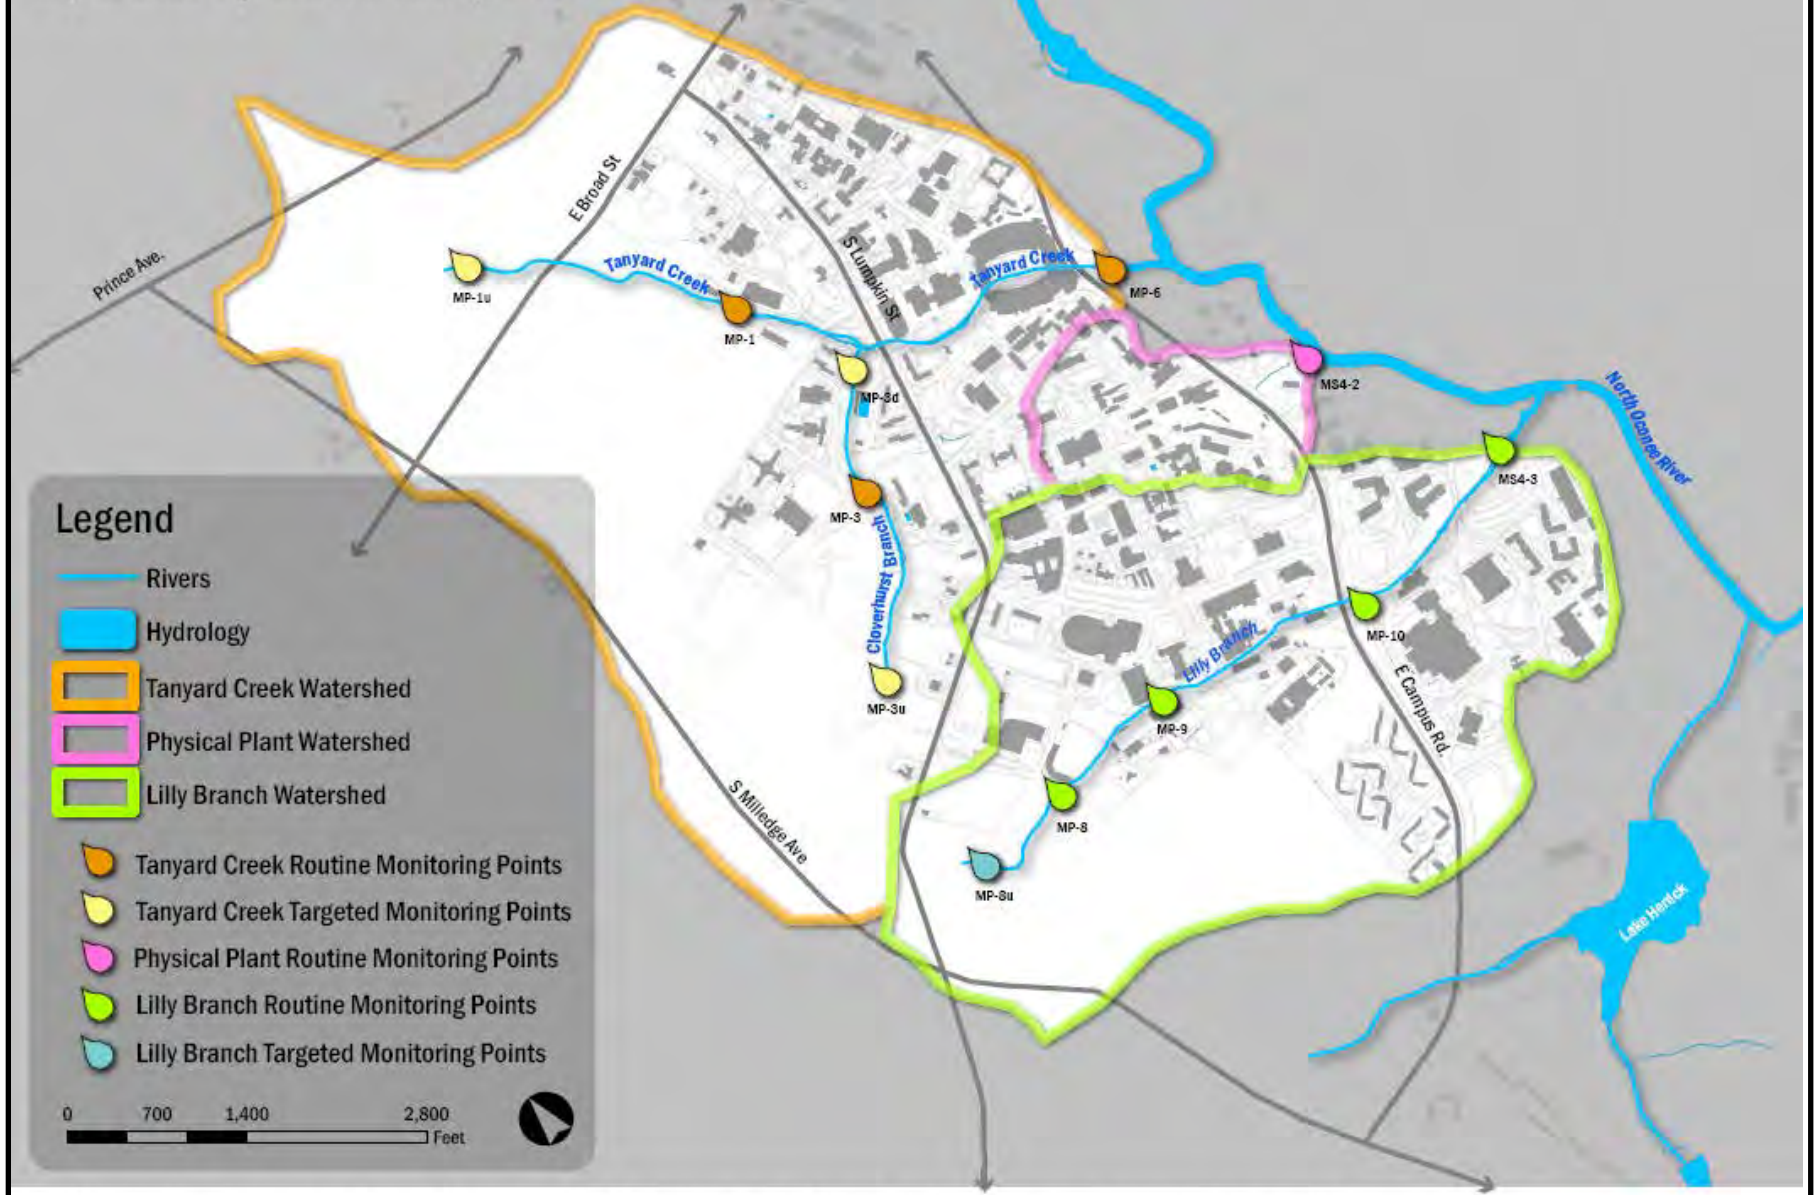 E Broad St
Prince Ave.
S Lumpkin St
Tanyard Creek
Tanyard Creek
MP-1u
MP-1
MP-6
MP-3d
MS4-2
North Oconee River
MS4-3
MP-3
Cloverhurst Branch
MP-3u
MP-10
Lilly Branch
E Campus Rd.
MP-9
MP-8
MP-8u
S Milledge Ave
Lake Herrick
Legend
Rivers
Hydrology
Tanyard Creek Watershed
Physical Plant Watershed
Lilly Branch Watershed
Tanyard Creek Routine Monitoring Points
Tanyard Creek Targeted Monitoring Points
Physical Plant Routine Monitoring Points
Lilly Branch Routine Monitoring Points
Lilly Branch Targeted Monitoring Points
0 700 1,400 2,800
Feet